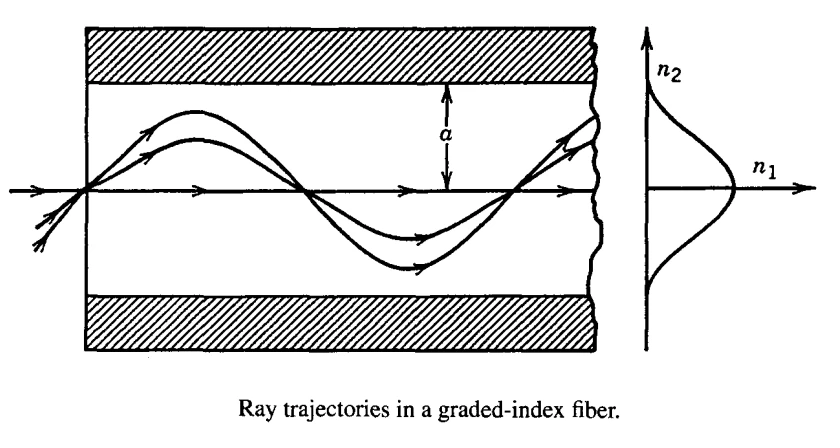 n₂
a
n₁
Ray trajectories in a graded-index fiber.